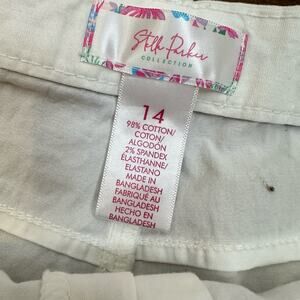 Stella Parker
COLLECTION
14
98% COTTON/
COTON/
ALGODÓN
2% SPANDEX
ÉLASTHANNE/
ELASTANO
MADE IN
BANGLADESH
FABRIQUÉ AU
BANGLADESH
HECHO EN
BANGLADESH